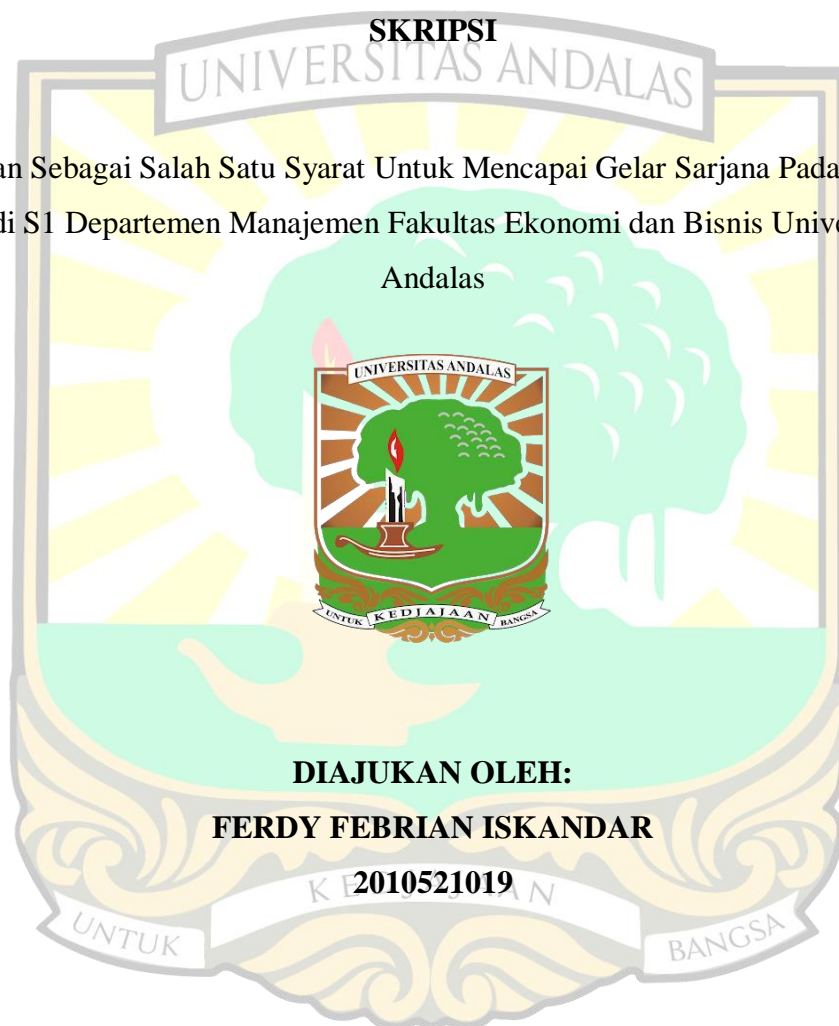 SKRIPSI
UNIVERSITAS ANDALAS
an Sebagai Salah Satu Syarat Untuk Mencapai Gelar Sarjana Pada
di S1 Departemen Manajemen Fakultas Ekonomi dan Bisnis Unive
Andalas
UNIVERSITAS ANDALAS
UNTUK KEDJAJAAN BANGSA
DIAJUKAN OLEH:
FERDY FEBRIAN ISKANDAR
2010521019
UNTUK KEDJAJAAN BANGSA